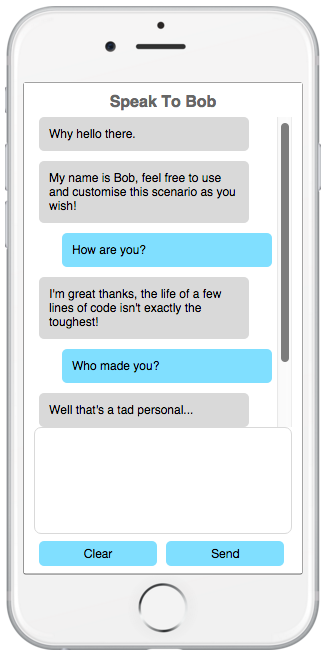 Speak To Bob
Why hello there.
My name is Bob, feel free to use
and customise this scenario as you
wish!
How are you?
I'm great thanks, the life of a few
lines of code isn't exactly the
toughest!
Who made you?
Well that's a tad personal...
Clear
Send